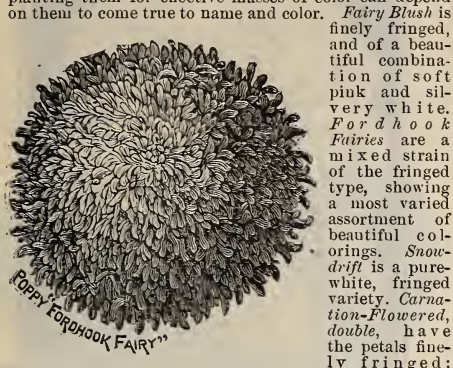 planting them for effective masses of color can depend
on them to come true to name and color. Fairy Blush is
finely fringed,
and of a beau-
tiful combina-
tion of soft
pink and sil-
very white.
Fordhook
Fairies are a
mixed strain
of the fringed
type, showing
a most varied
assortment of
beautiful col-
orings. Snow-
drift is a pure-
white, fringed
variety. Carna-
tion-Flowered,
double, have
the petals fine-
ly fringed;
POPPY "FORDHOOK FAIRY"